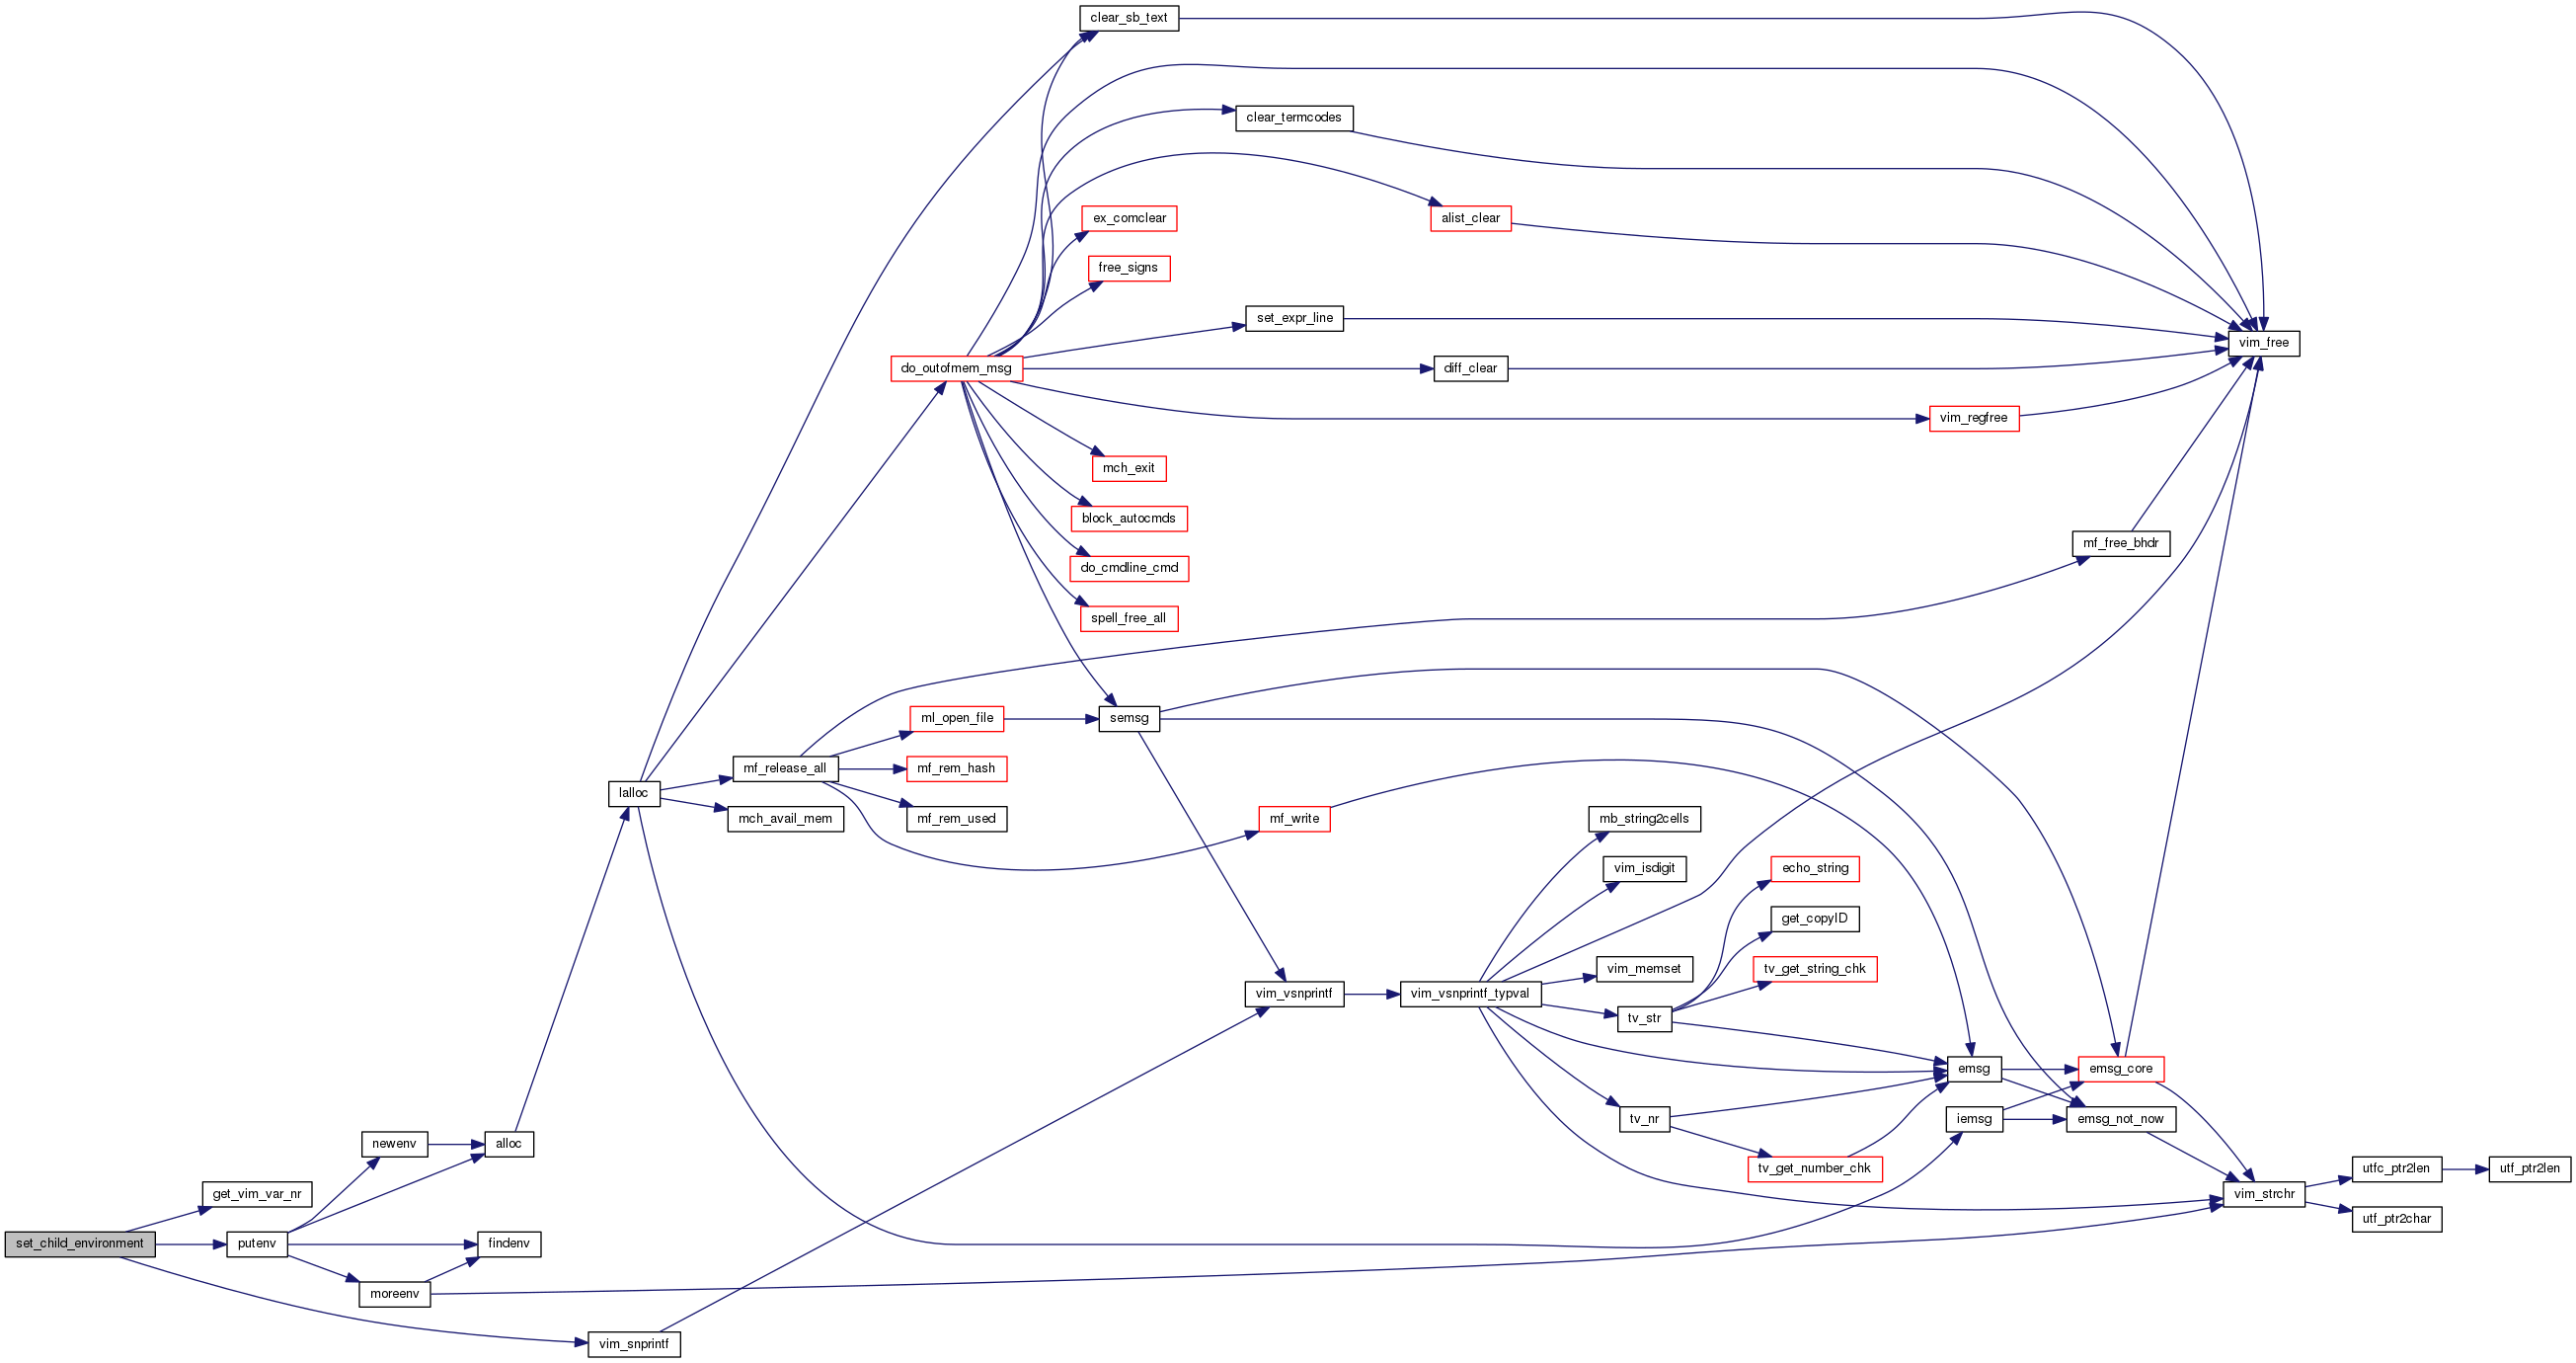 clear_sb_text
clear_termcodes
ex_comclear
alist_clear
free_signs
set_expr_line
vim_free
do_outofmem_msg
diff_clear
vim_regfree
mch_exit
block_autocmds
mf_free_bhdr
do_cmdline_cmd
spell_free_all
ml_open_file
semsg
mf_release_all
mf_rem_hash
lalloc
mch_avail_mem
mf_rem_used
mf_write
mb_string2cells
vim_isdigit
echo_string
get_copyID
vim_memset
tv_get_string_chk
vim_vsnprintf
vim_vsnprintf_typval
tv_str
emsg
emsg_core
tv_nr
iemsg
emsg_not_now
newenv
alloc
tv_get_number_chk
utfc_ptr2len
utf_ptr2len
get_vim_var_nr
vim_strchr
utf_ptr2char
set_child_environment
putenv
findenv
moreenv
vim_snprintf